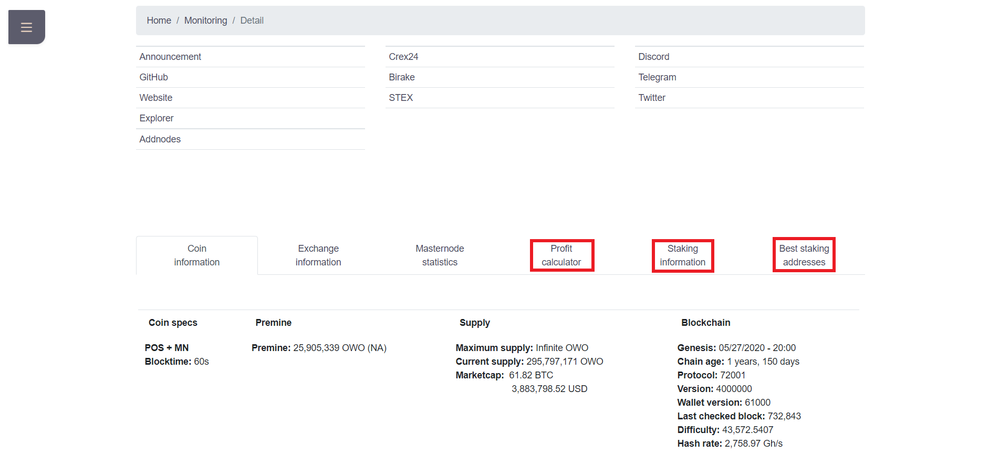 Home / Monitoring / Detail
Announcement
GitHub
Website
Explorer
Addnodes
Crex24
Birake
STEX
Discord
Telegram
Twitter
Coin
information
Exchange
information
Masternode
statistics
Profit
calculator
Staking
information
Best staking
addresses
Coin specs
POS + MN
Blocktime: 60s
Premine
Premine: 25,905,339 OWO (NA)
Supply
Maximum supply: Infinite OWO
Current supply: 295,797,171 OWO
Marketcap: 61.82 BTC
3,883,798.52 USD
Blockchain
Genesis: 05/27/2020 - 20:00
Chain age: 1 years, 150 days
Protocol: 72001
Version: 4000000
Wallet version: 61000
Last checked block: 732,843
Difficulty: 43,572.5407
Hash rate: 2,758.97 Gh/s